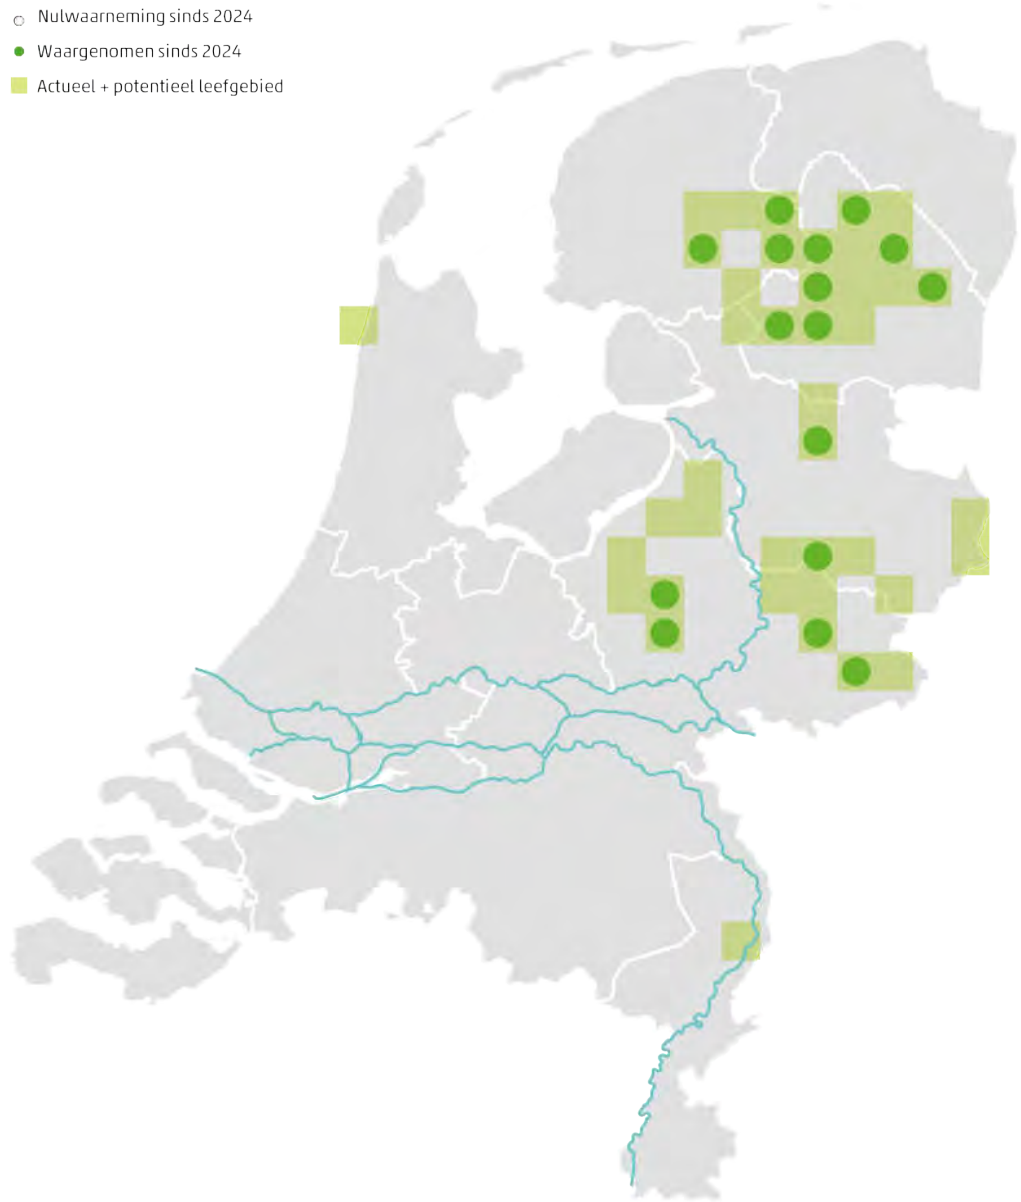 Nulwaarneming sinds 2024
Waargenomen sinds 2024
Actueel + potentieel leefgebied